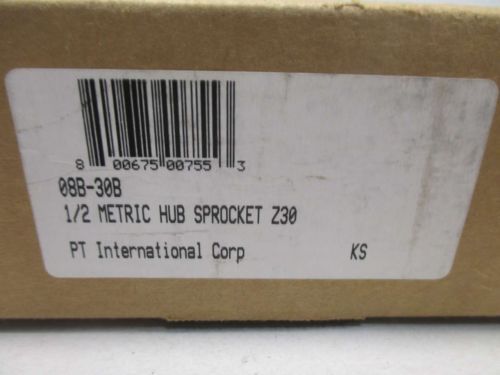 8 00675 00755 3
08B-30B
1/2 METRIC HUB SPROCKET Z30
PT International Corp KS